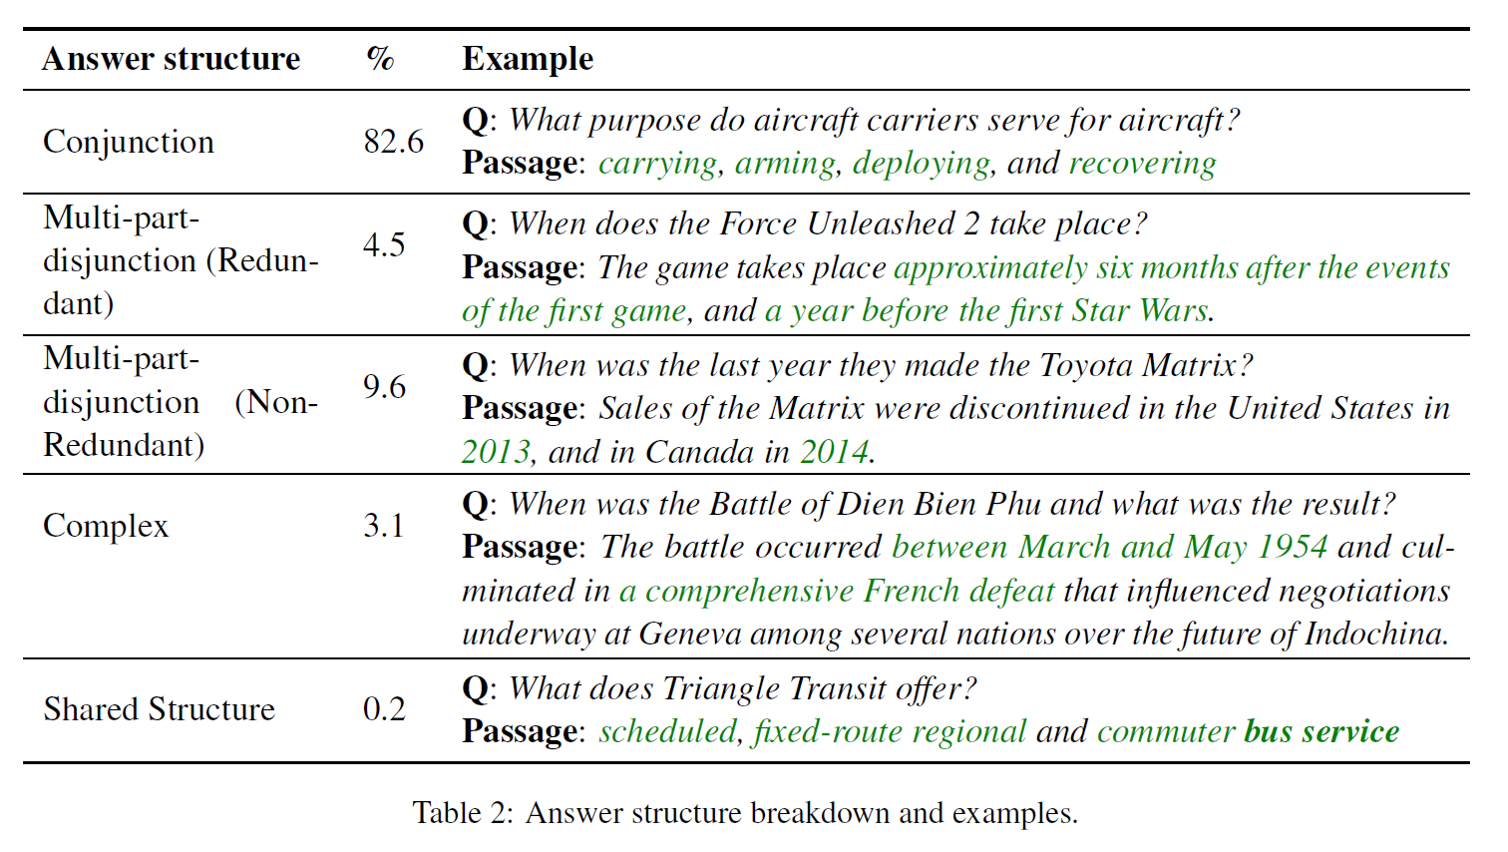 Answer structure % Example
Conjunction 82.6 Q: What purpose do aircraft carriers serve for aircraft?
Passage: carrying, arming, deploying, and recovering
Multi-part-
disjunction (Redun-
dant)
4.5
Q: When does the Force Unleashed 2 take place?
Passage: The game takes place approximately six months after the events
of the first game, and a year before the first Star Wars.
Multi-part-
disjunction (Non-
Redundant)
9.6
Q: When was the last year they made the Toyota Matrix?
Passage: Sales of the Matrix were discontinued in the United States in
2013, and in Canada in 2014.
Complex
3.1
Q: When was the Battle of Dien Bien Phu and what was the result?
Passage: The battle occurred between March and May 1954 and cul-
minated in a comprehensive French defeat that influenced negotiations
underway at Geneva among several nations over the future of Indochina.
Shared Structure
0.2
Q: What does Triangle Transit offer?
Passage: scheduled, fixed-route regional and commuter bus service
Table 2: Answer structure breakdown and examples.